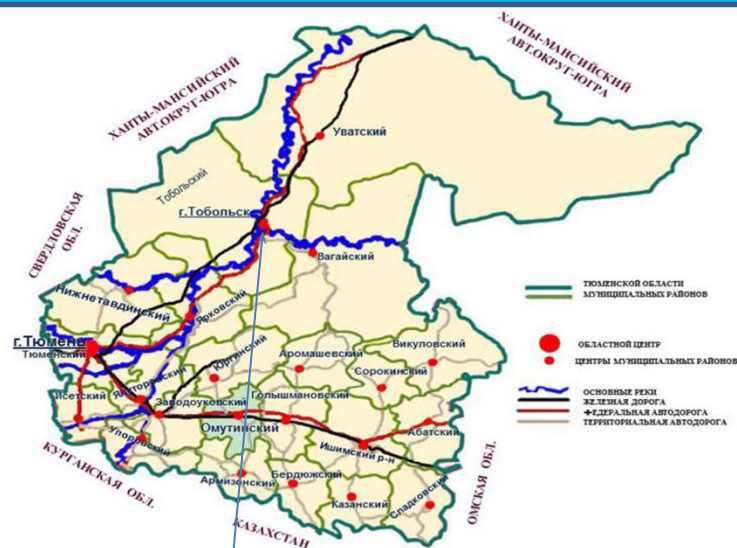 ХАНТЫ-МАНСИЙСКИЙ
АВТ.ОКРУГ-ЮГРА
ХАНТЫ-МАНСИЙСКИЙ
АВТ.ОКРУГ-ЮГРА
СВЕРДЛОВСКАЯ
ОБЛ.
Уватский
Тобольский
г.Тобольск
Вагайский
Нижнетавдинский
Ярковский
г.Тюмень
Тюменский
Исетский
Ялуторовский
Юргинский
Аромашевский
Викуловский
Сорокинский
Заводоуковский
Голышмановский
Омутинский
Упоровский
Абатский
Ишимский р-н
Армизонский
Бердюжский
Казанский
Сладковский
КУРГАНСКАЯ ОБЛ.
КАЗАХСТАН
ОМСКАЯ ОБЛ.
ТЮМЕНСКОЙ ОБЛАСТИ
МУНИЦИПАЛЬНЫХ РАЙОНОВ
ОБЛАСТНОЙ ЦЕНТР
ЦЕНТРЫ МУНИЦИПАЛЬНЫХ РАЙОНОВ
ОСНОВНЫЕ РЕКИ
ЖЕЛЕЗНАЯ ДОРОГА
ФЕДЕРАЛЬНАЯ АВТОДОРОГА
ТЕРРИТОРИАЛЬНАЯ АВТОДОРОГА